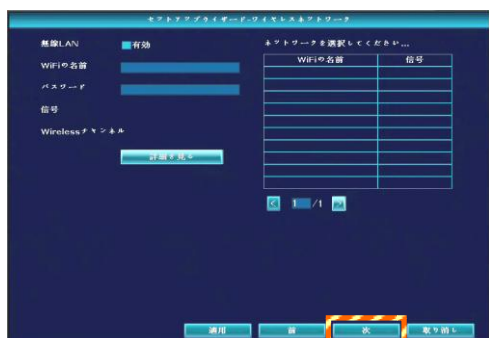 セットアップウィザード-ワイヤレスネットワーク
無線LAN
有効
WiFiの名前
パスワード
信号
Wirelessチャンネル
詳細を見る
ネットワークを選択してください...
WiFiの名前 信号
1 /1
適用
前
次
取り消し